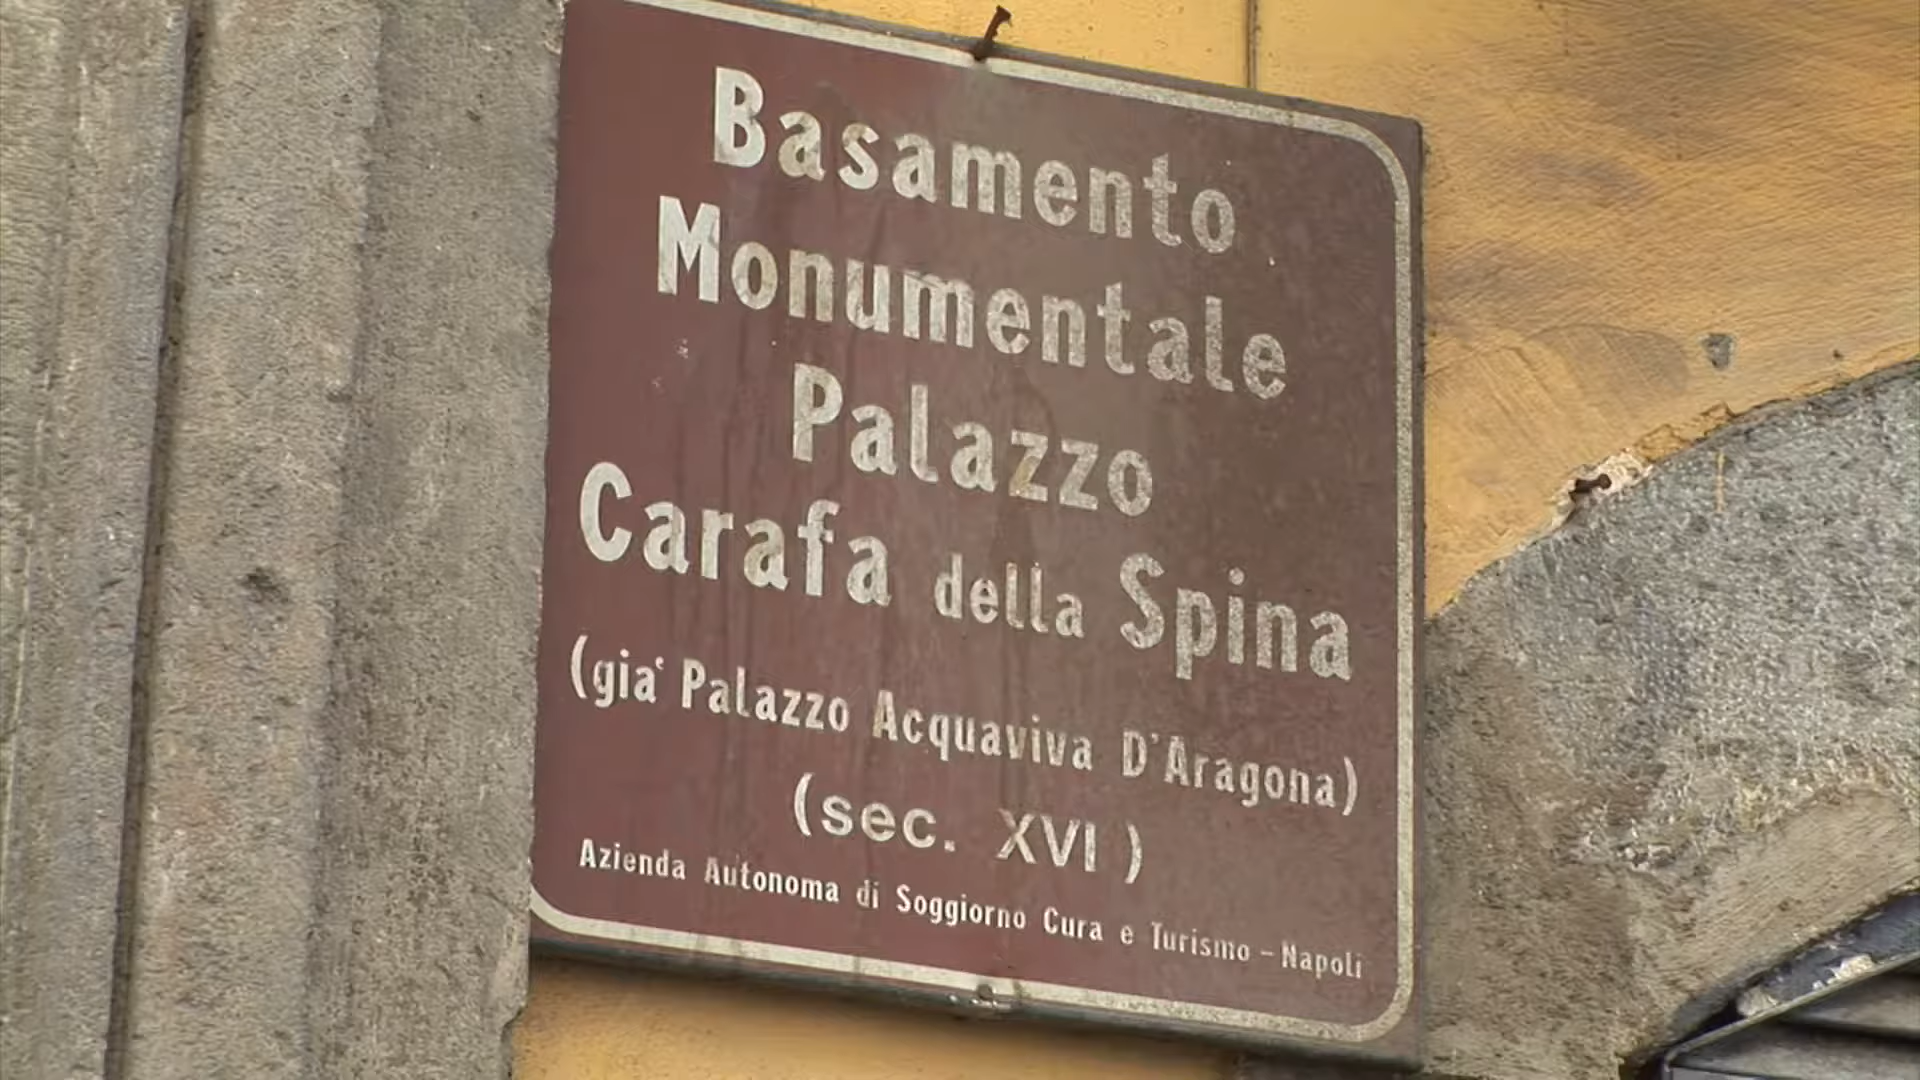 Basamento
Monumentale
Palazzo
Carafa della Spina
(gia' Palazzo Acquaviva D'Aragona)
(sec. XVI)
Azienda Autonoma di Soggiorno Cura e Turismo - Napoli